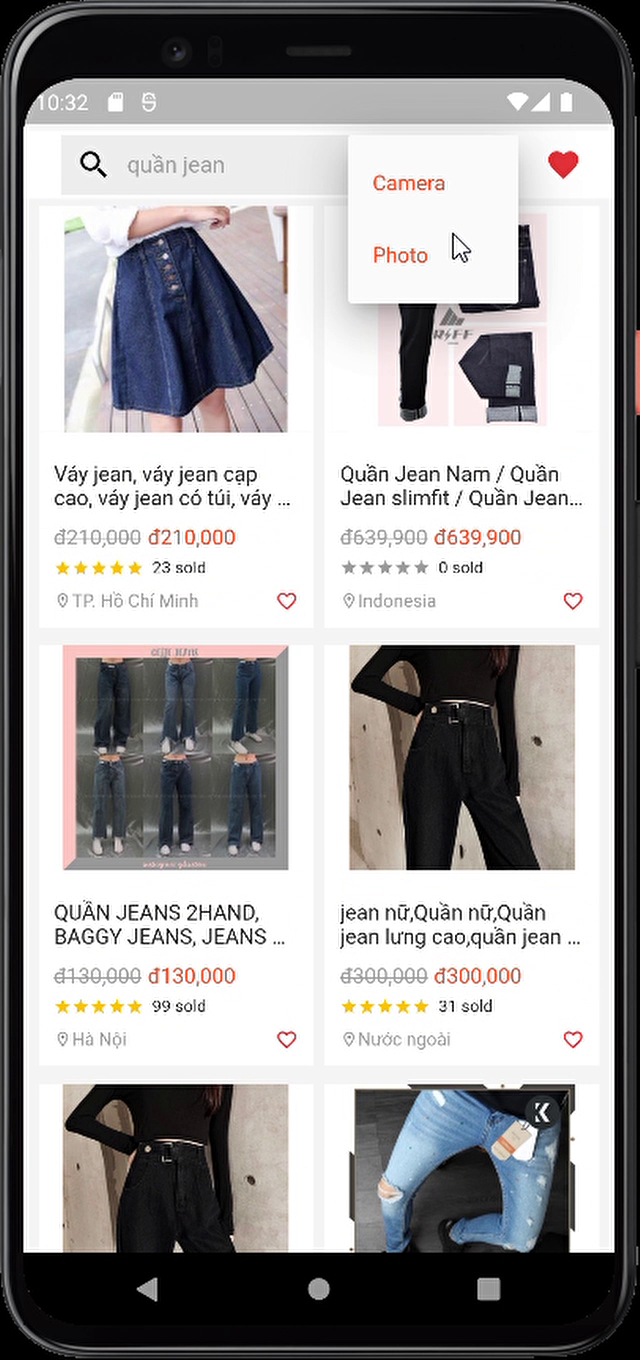 10:32
quần jean
Camera
Photo
Váy jean, váy jean cạp
cao, váy jean có túi, váy ...
đ210,000 đ210,000
23 sold
TP. Hồ Chí Minh
Quần Jean Nam / Quần
Jean slimfit / Quần Jean...
đ639,900 đ639,900
0 sold
Indonesia
QUẦN JEANS 2HAND,
BAGGY JEANS, JEANS ...
đ130,000 đ130,000
99 sold
Hà Nội
jean nữ,Quần nữ,Quần
jean lưng cao,quần jean ...
đ300,000 đ300,000
31 sold
Nước ngoài
K